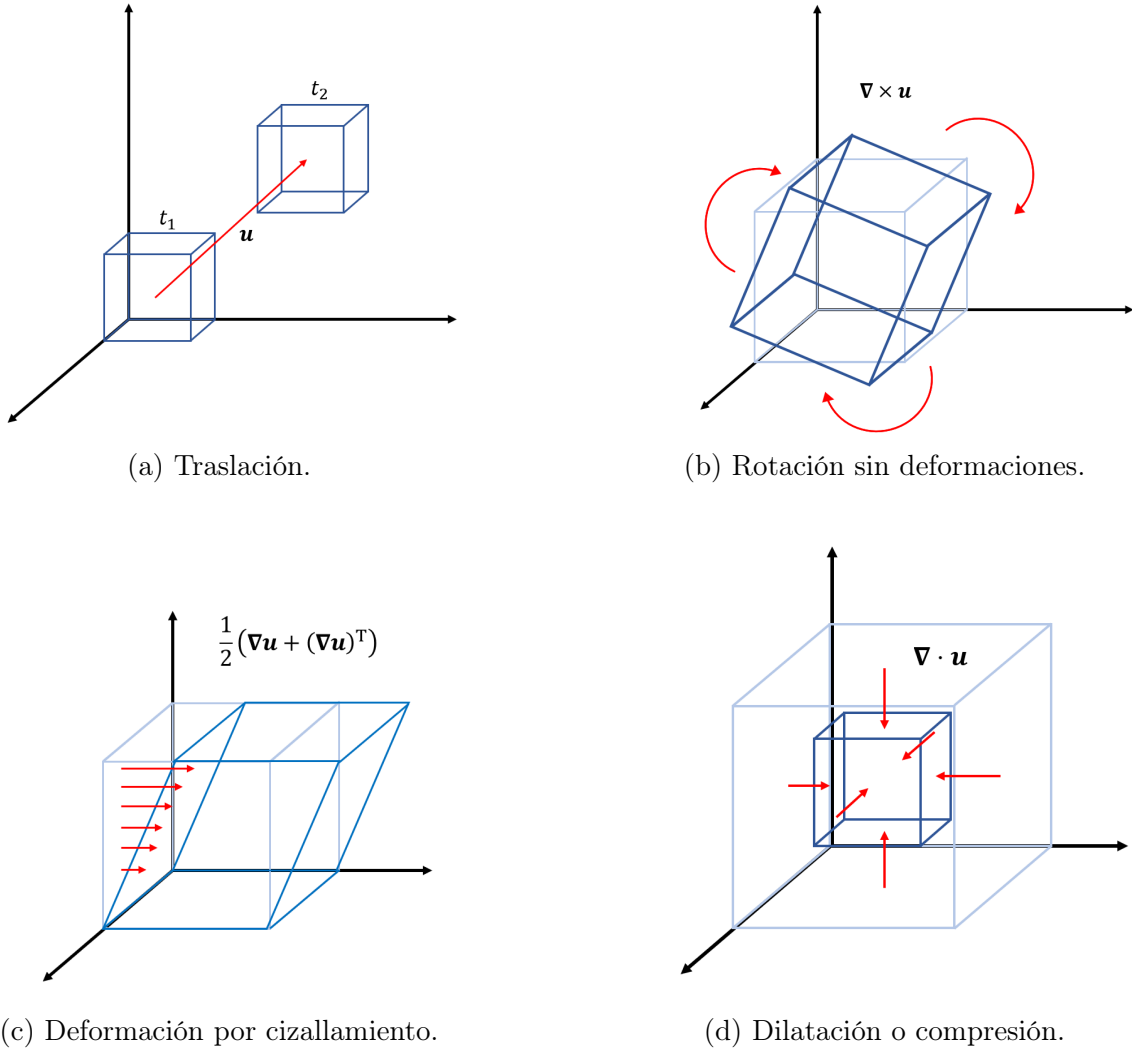 t₂
t₁
u
(a) Traslación.
∇ × u
(b) Rotación sin deformaciones.
½(∇u + (∇u)ᵀ)
(c) Deformación por cizallamiento.
∇ · u
(d) Dilatación o compresión.